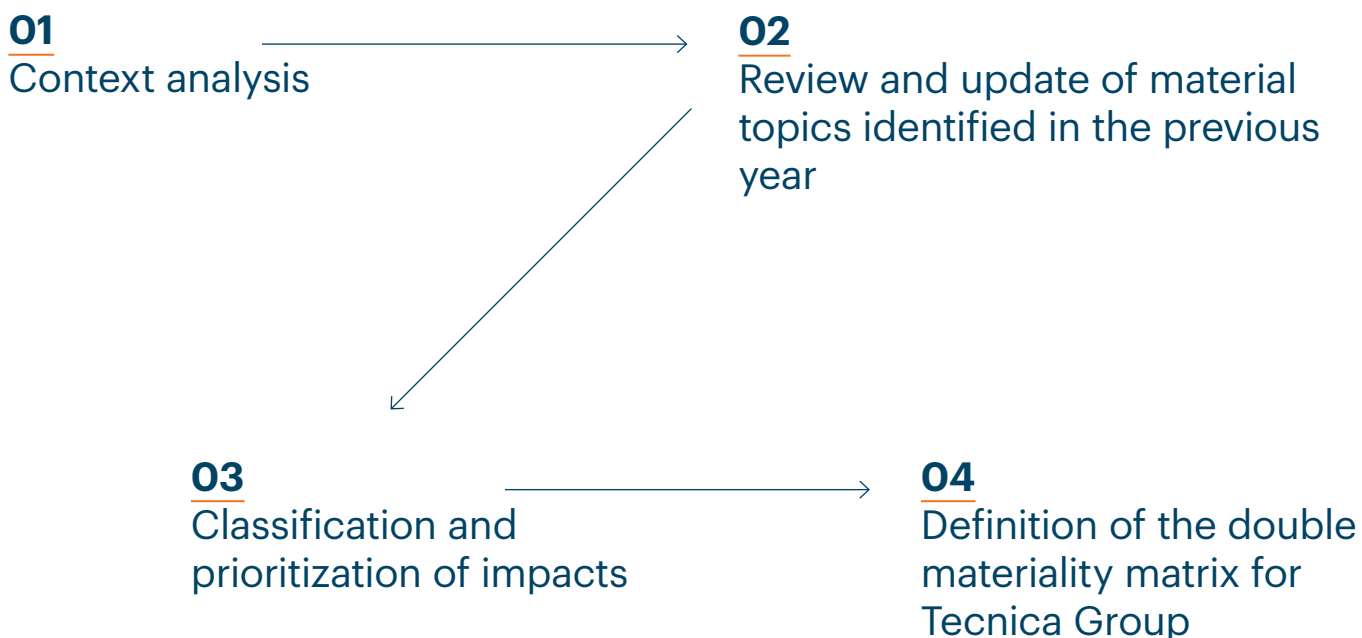 01
Context analysis
02
Review and update of material
topics identified in the previous
year
03
Classification and
prioritization of impacts
04
Definition of the double
materiality matrix for
Tecnica Group